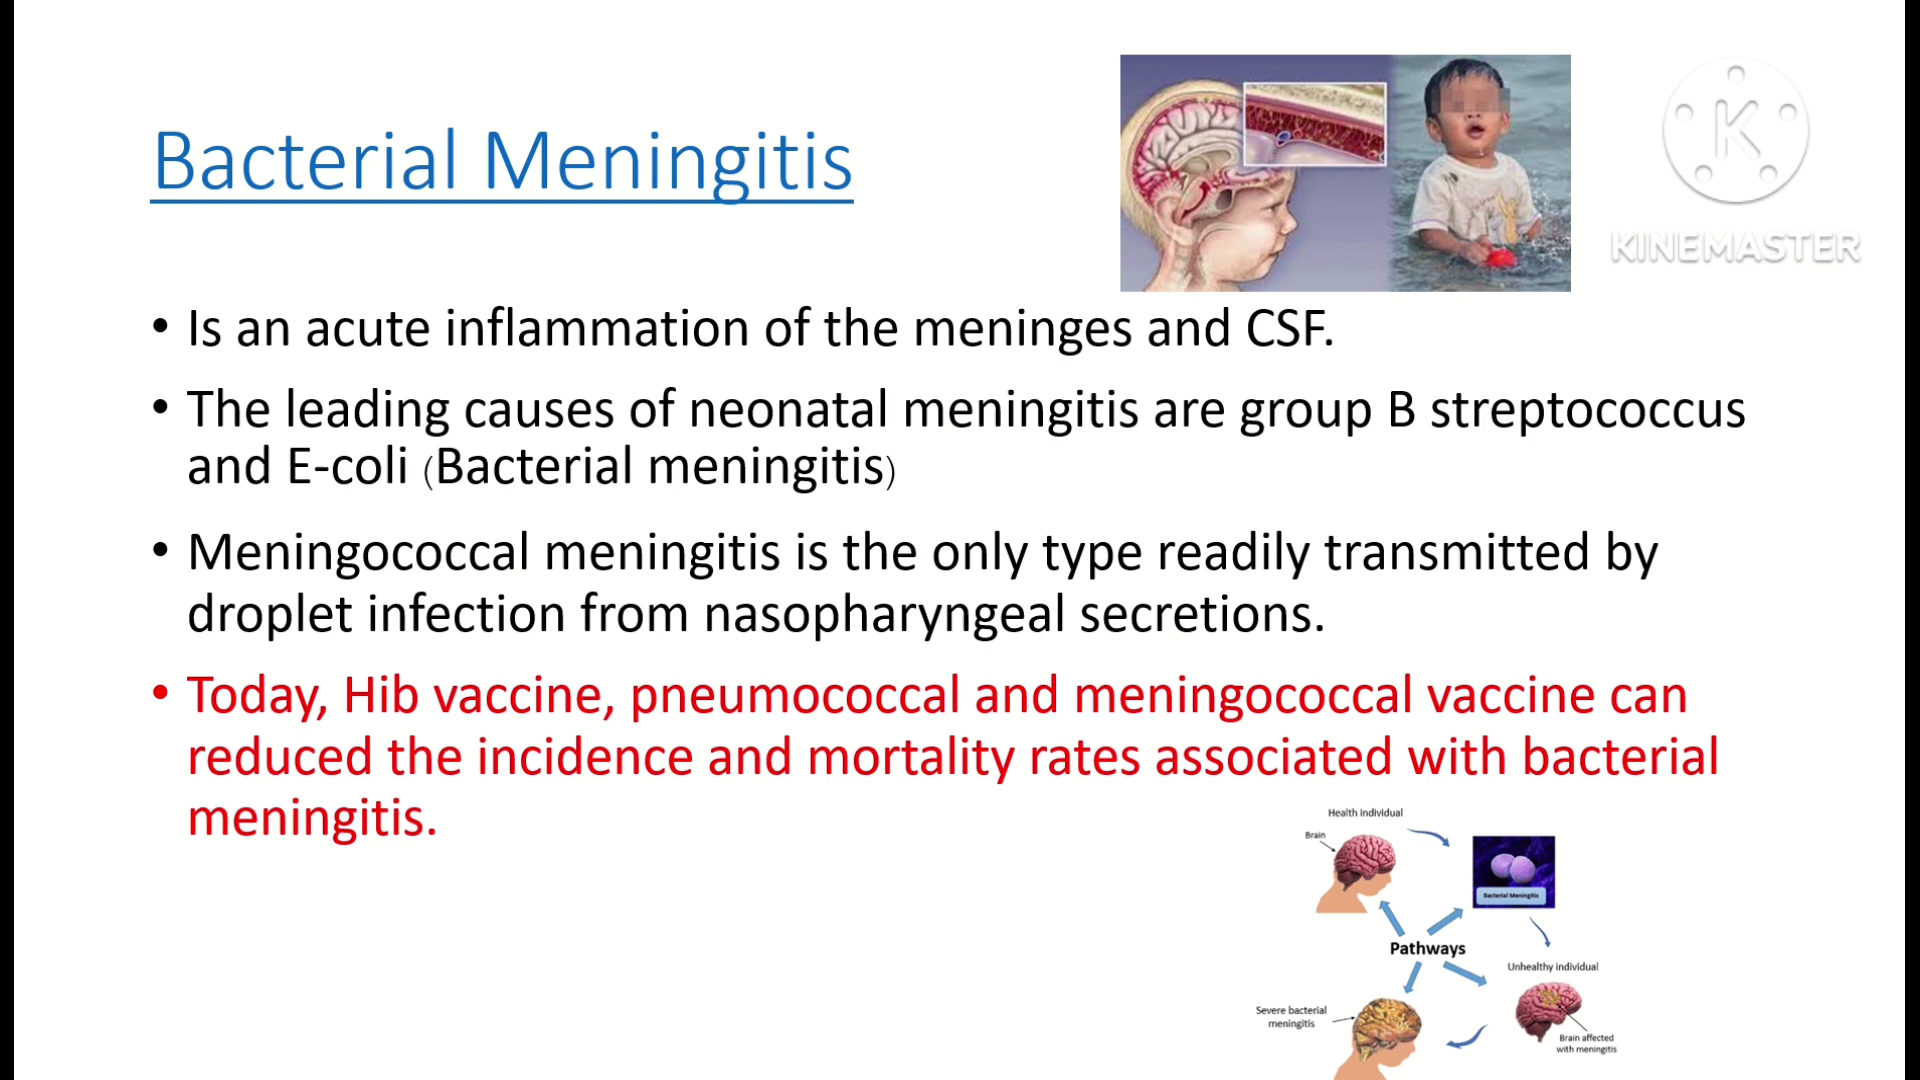 Bacterial Meningitis
K
KINEMASTER
• Is an acute inflammation of the meninges and CSF.
• The leading causes of neonatal meningitis are group B streptococcus
and E-coli (Bacterial meningitis)
• Meningococcal meningitis is the only type readily transmitted by
droplet infection from nasopharyngeal secretions.
• Today, Hib vaccine, pneumococcal and meningococcal vaccine can
reduced the incidence and mortality rates associated with bacterial
meningitis.
Health individual
Brain
Bacterial Meningitis
Pathways
Unhealthy individual
Severe bacterial
meningitis
Brain affected
with meningitis